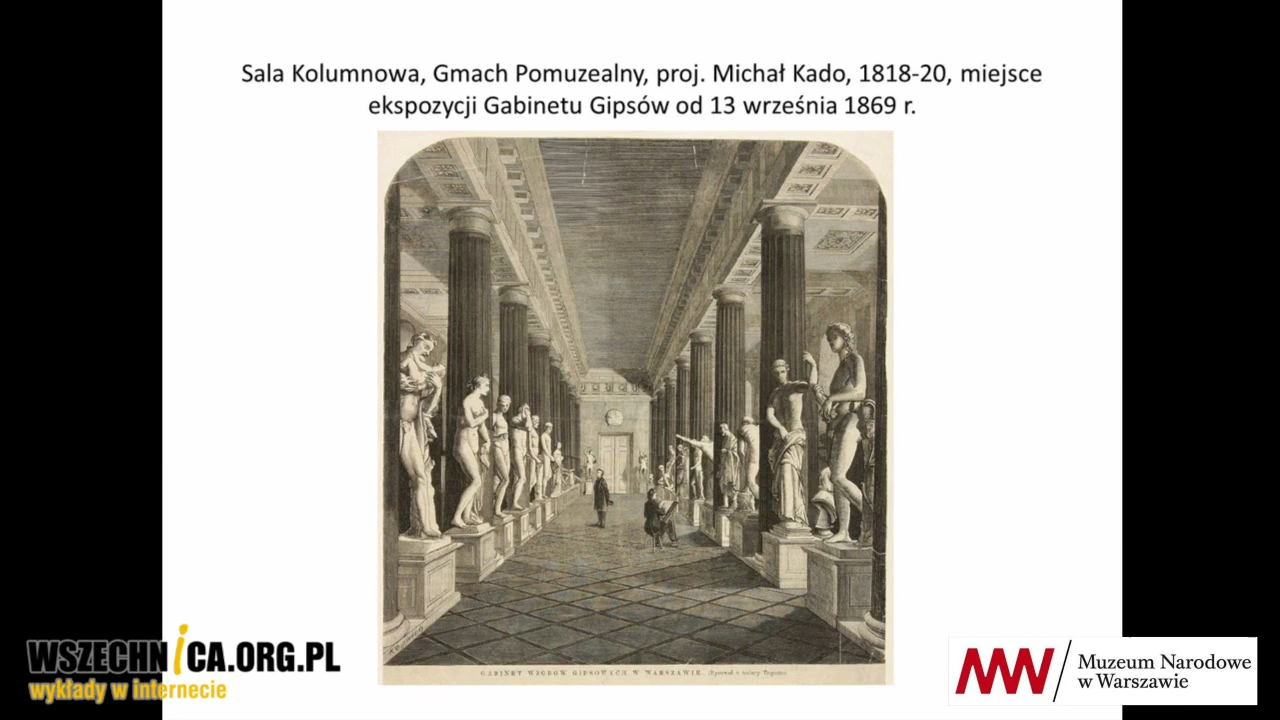 Sala Kolumnowa, Gmach Pomuzealny, proj. Michał Kado, 1818-20, miejsce
ekspozycji Gabinetu Gipsów od 13 września 1869 r.
GABINET WZORÓW GIPSOWYCH W WARSZAWIE.
WSZECHNICA.ORG.PL
wykłady w internecie
Muzeum Narodowe
w Warszawie